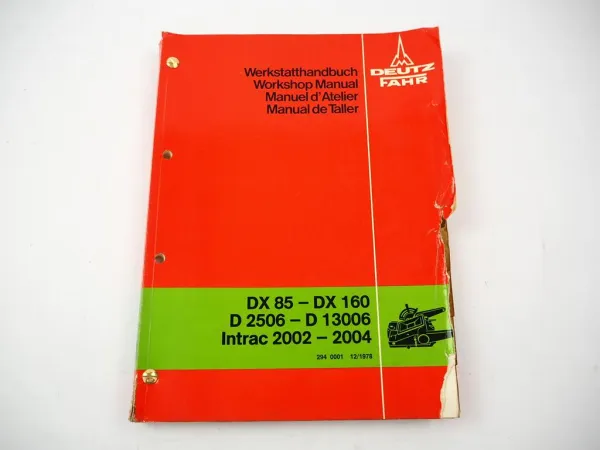 Werkstatthandbuch
Workshop Manual
Manuel d'Atelier
Manual de Taller
DEUTZ
FAHR
DX 85 – DX 160
D 2506 – D 13006
Intrac 2002 – 2004
294 0001 12/1978